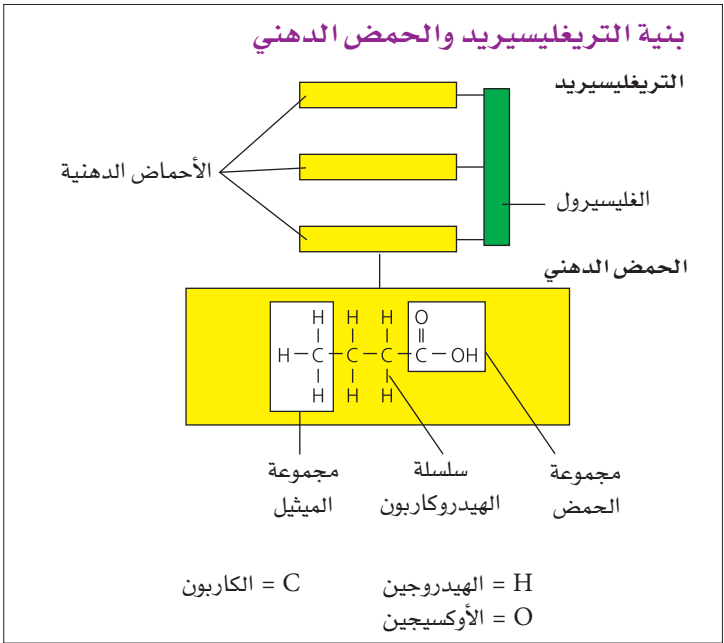 بنية التريغليسيريد والحمض الدهني
التريغليسيريد
الأحماض الدهنية
الغليسيرول
الحمض الدهني
H H H O
H – C – C – C – C – OH
H H H
مجموعة
الحمض
سلسلة
الهيدروكاربون
مجموعة
الميثيل
H = الهيدروجين
C = الكاربون
O = الأوكسيجين